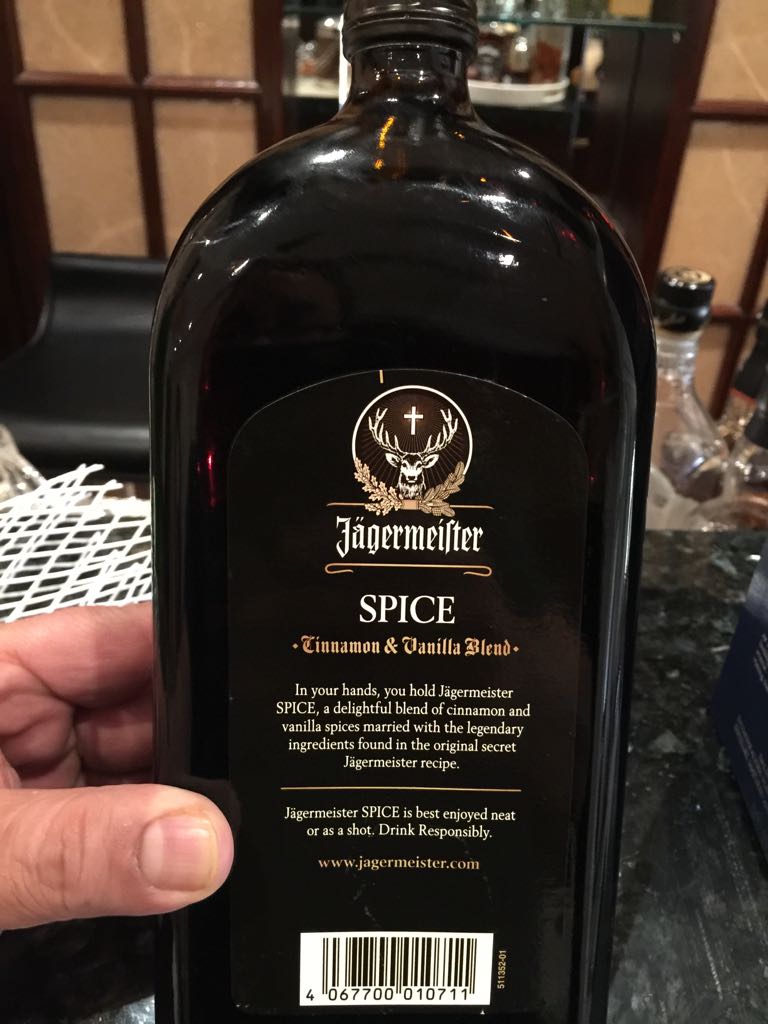 Jägermeiſter
SPICE
•Cinnamon & Vanilla Blend•
In your hands, you hold Jägermeister
SPICE, a delightful blend of cinnamon and
vanilla spices married with the legendary
ingredients found in the original secret
Jägermeister recipe.
Jägermeister SPICE is best enjoyed neat
or as a shot. Drink Responsibly.
www.jagermeister.com
4 067700 010711
511352-01